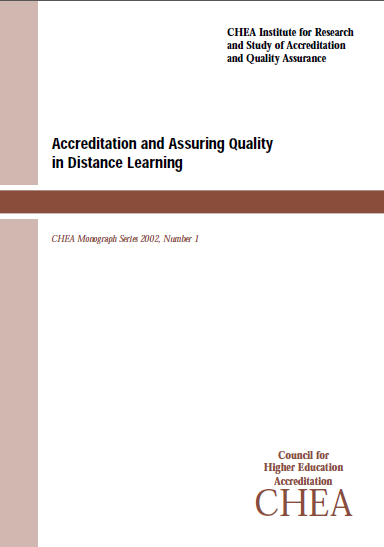 CHEA Institute for Research
and Study of Accreditation
and Quality Assurance
Accreditation and Assuring Quality
in Distance Learning
CHEA Monograph Series 2002, Number 1
Council for
Higher Education
Accreditation
CHEA